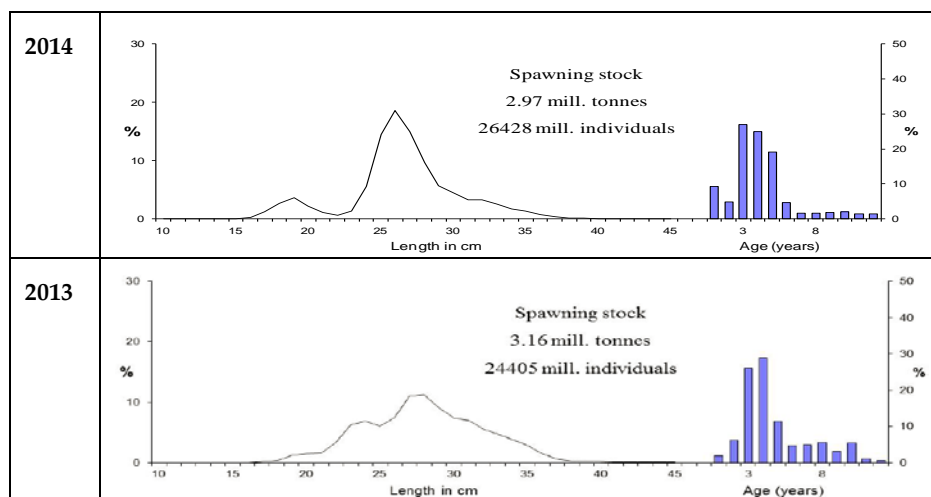 2014
30 50
Spawning stock
40
2.97 mill. tonnes
20 26428 mill. individuals 30
% %
20
10
10
0 0
10 15 20 25 30 35 40 45 3 8
Length in cm Age (years)
2013
30 50
Spawning stock
40
3.16 mill. tonnes
20
24405 mill. individuals 30
% %
10 20
10
0 0
10 15 20 25 30 35 40 45 3 8
Length in cm Age (years)